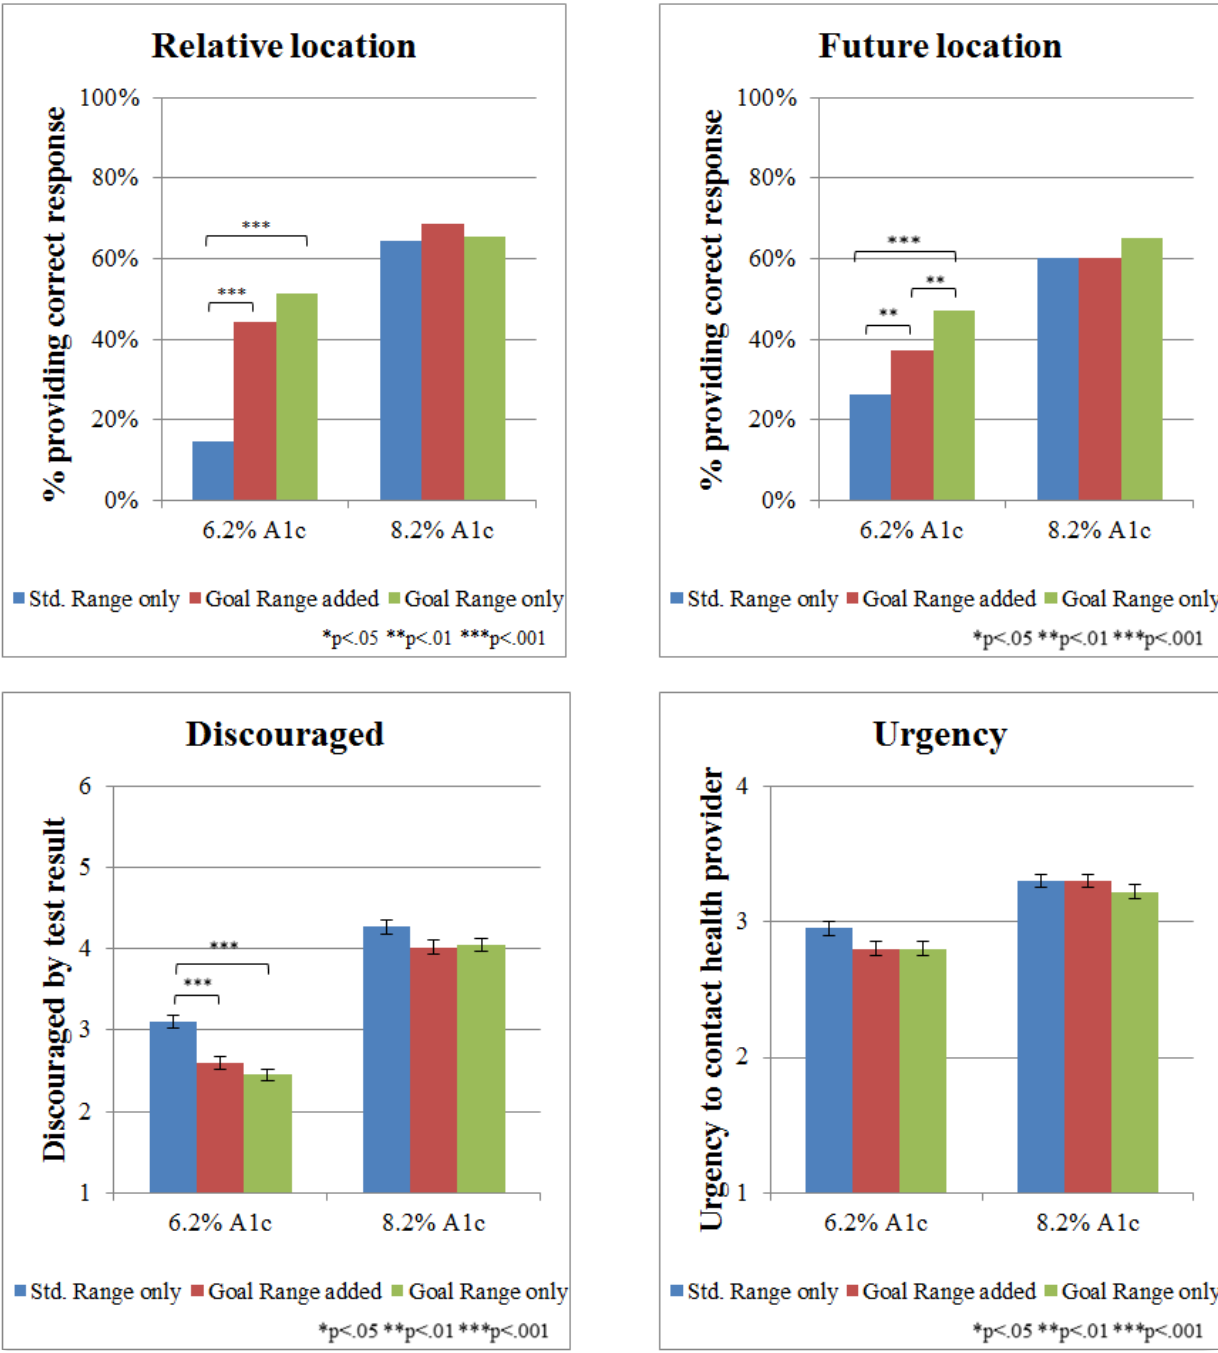 Relative location
% providing correct response
100%
80%
60%
40%
20%
0%
***
***
6.2% A1c 8.2% A1c
Std. Range only Goal Range added Goal Range only
*p<.05 **p<.01 ***p<.001
Future location
% providing corect response
100%
80%
60%
40%
20%
0%
***
**
**
6.2% A1c 8.2% A1c
Std. Range only Goal Range added Goal Range only
*p<.05 **p<.01 ***p<.001
Discouraged
Discouraged by test result
6
5
4
3
2
1
***
***
6.2% A1c 8.2% A1c
Std. Range only Goal Range added Goal Range only
*p<.05 **p<.01 ***p<.001
Urgency
Urgency to contact health provider
4
3
2
1
6.2% A1c 8.2% A1c
Std. Range only Goal Range added Goal Range only
*p<.05 **p<.01 ***p<.001